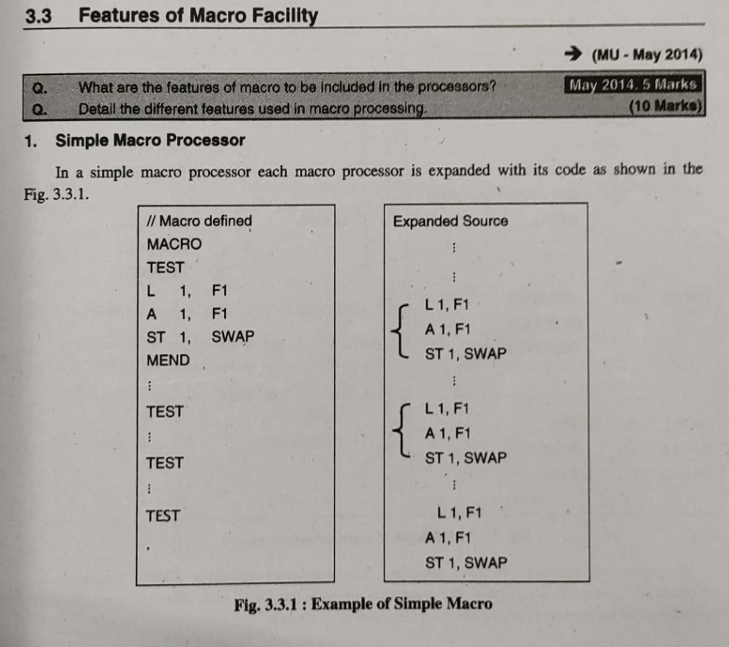 3.3 Features of Macro Facility
➔ (MU - May 2014)
Q. What are the features of macro to be included in the processors? May 2014, 5 Marks
Q. Detail the different features used in macro processing. (10 Marks)
1. Simple Macro Processor
In a simple macro processor each macro processor is expanded with its code as shown in the
Fig. 3.3.1.
// Macro defined
MACRO
TEST
L 1, F1
A 1, F1
ST 1, SWAP
MEND
⋮
TEST
⋮
TEST
⋮
TEST
Expanded Source
⋮
⋮
L 1, F1
A 1, F1
ST 1, SWAP
⋮
L 1, F1
A 1, F1
ST 1, SWAP
⋮
L 1, F1
A 1, F1
ST 1, SWAP
Fig. 3.3.1 : Example of Simple Macro